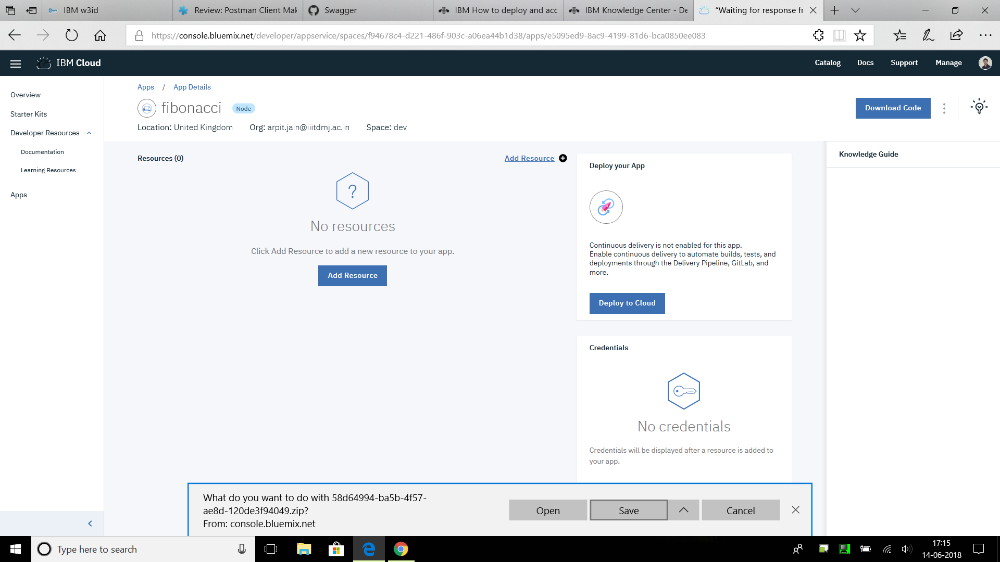 IBM w3id
Review: Postman Client Mak
Swagger
IBM How to deploy and acc
IBM Knowledge Center - De
"Waiting for response fr
https://console.bluemix.net/developer/appservice/spaces/f94678c4-d221-486f-903c-a06ea44b1d38/apps/e5095ed9-8ac9-4199-81d6-bca0850ee083
IBM Cloud
Catalog
Docs
Support
Manage
Overview
Starter Kits
Developer Resources
Documentation
Learning Resources
Apps
Apps / App Details
fibonacci
Node
Location: United Kingdom
Org: arpit.jain@iiitdmj.ac.in
Space: dev
Download Code
Resources (0)
Add Resource
?
No resources
Click Add Resource to add a new resource to your app.
Add Resource
Deploy your App
Continuous delivery is not enabled for this app.
Enable continuous delivery to automate builds, tests, and
deployments through the Delivery Pipeline, GitLab, and
more.
Deploy to Cloud
Credentials
No credentials
Credentials will be displayed after a resource is added to
your app.
Knowledge Guide
What do you want to do with 58d64994-ba5b-4f57-
ae8d-120de3f94049.zip?
From: console.bluemix.net
Open
Save
Cancel
Type here to search
17:15
14-06-2018